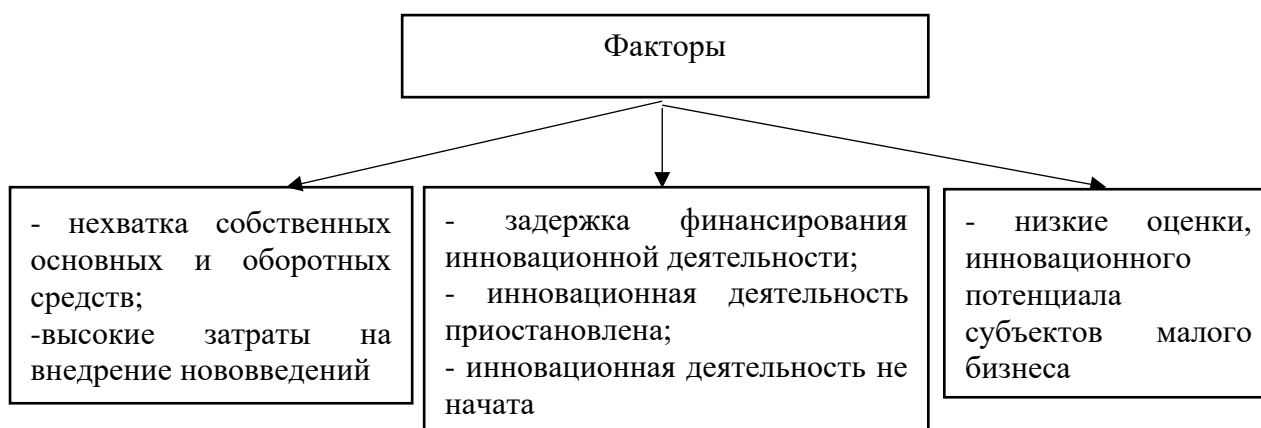 Факторы
- нехватка собственных
основных и оборотных
средств;
-высокие затраты на
внедрение нововведений
- задержка финансирования
инновационной деятельности;
- инновационная деятельность
приостановлена;
- инновационная деятельность не
начата
- низкие оценки,
инновационного
потенциала
субъектов малого
бизнеса